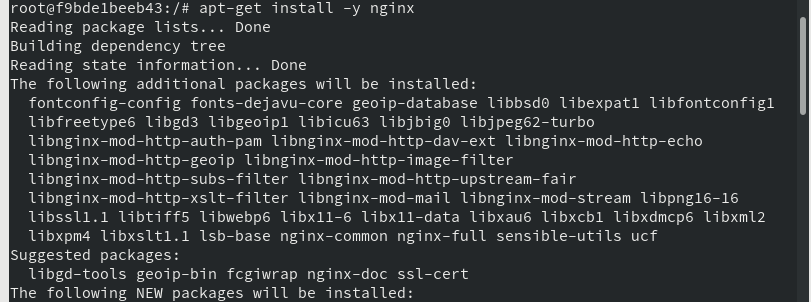 root@f9bde1beeb43:/# apt-get install -y nginx
Reading package lists... Done
Building dependency tree
Reading state information... Done
The following additional packages will be installed:
  fontconfig-config fonts-dejavu-core geoip-database libbsd0 libexpat1 libfontconfig1
  libfreetype6 libgd3 libgeoip1 libicu63 libjbig0 libjpeg62-turbo
  libnginx-mod-http-auth-pam libnginx-mod-http-dav-ext libnginx-mod-http-echo
  libnginx-mod-http-geoip libnginx-mod-http-image-filter
  libnginx-mod-http-subs-filter libnginx-mod-http-upstream-fair
  libnginx-mod-http-xslt-filter libnginx-mod-mail libnginx-mod-stream libpng16-16
  libssl1.1 libtiff5 libwebp6 libx11-6 libx11-data libxau6 libxcb1 libxdmcp6 libxml2
  libxpm4 libxslt1.1 lsb-base nginx-common nginx-full sensible-utils ucf
Suggested packages:
  libgd-tools geoip-bin fcgiwrap nginx-doc ssl-cert
The following NEW packages will be installed: